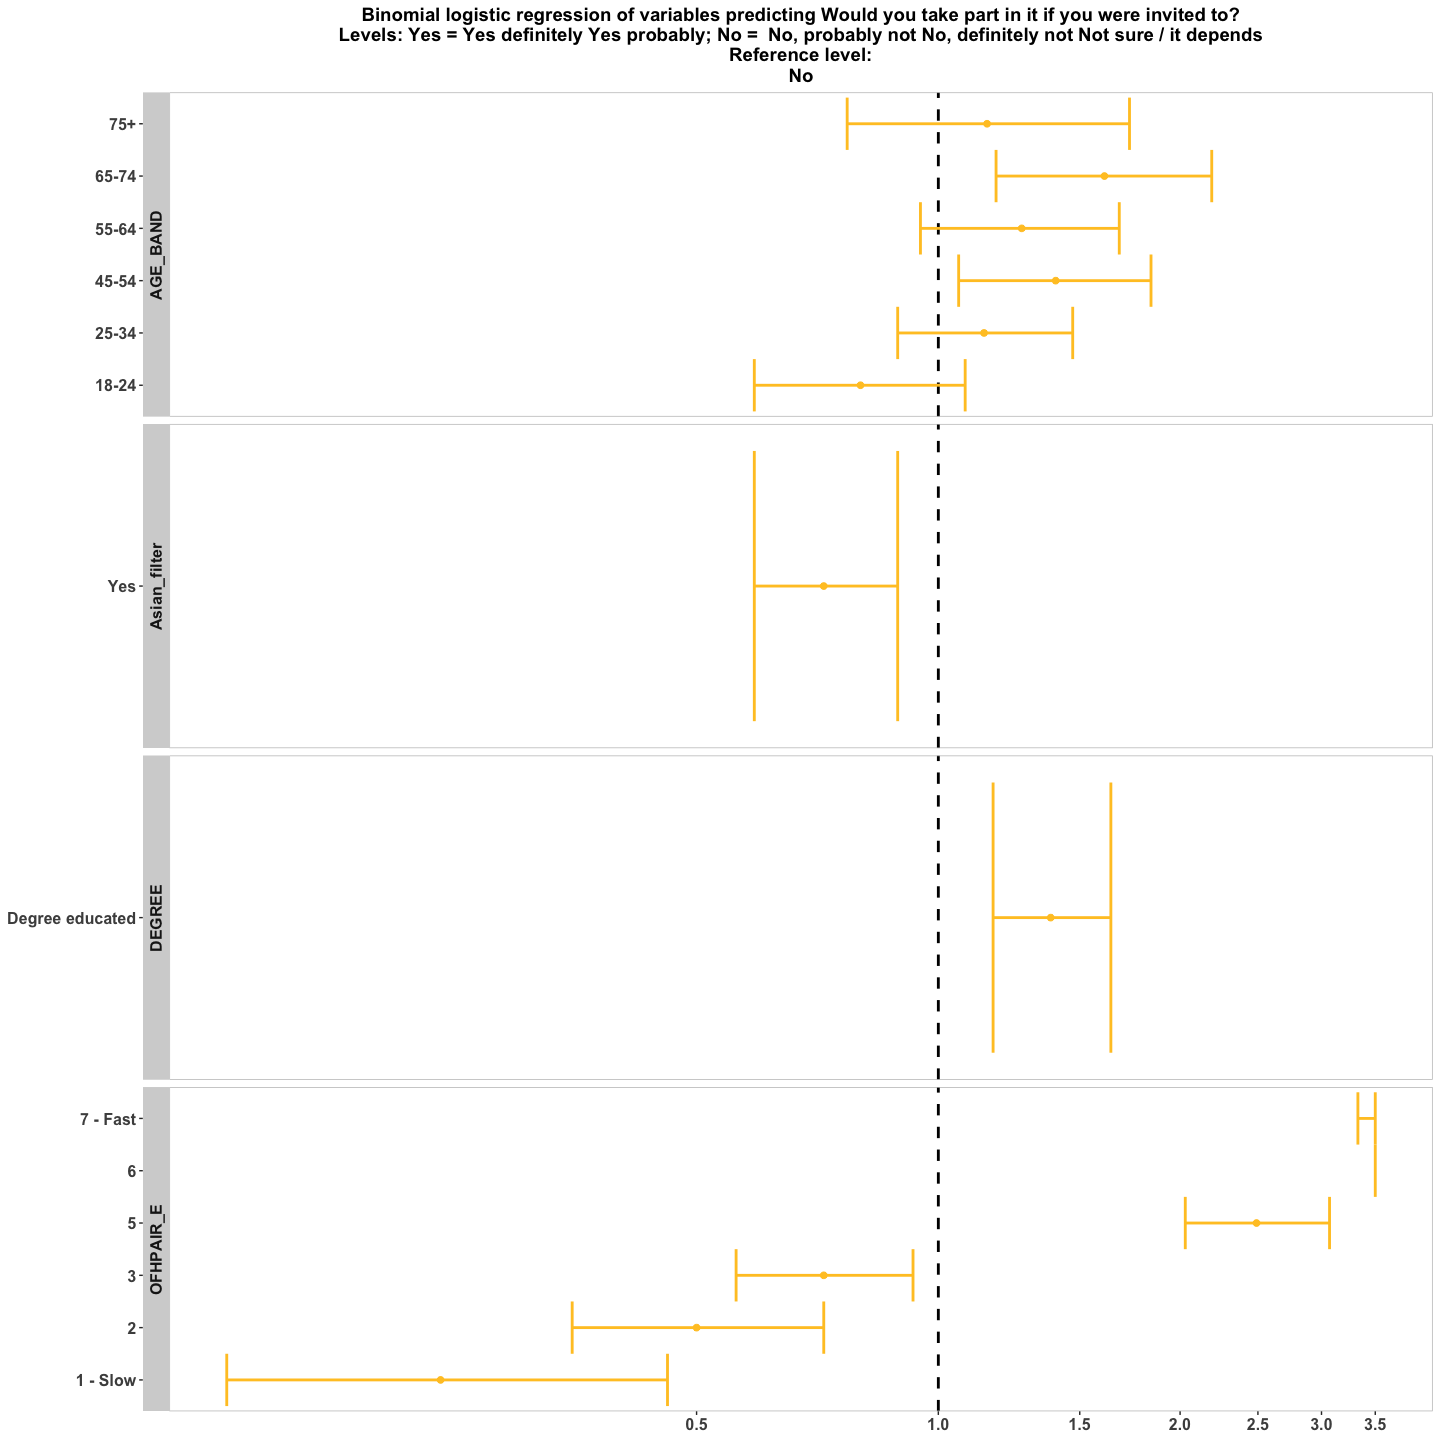 Binomial logistic regression of variables predicting Would you take part in it if you were invited to?
Levels: Yes = Yes definitely Yes probably; No =  No, probably not No, definitely not Not sure / it depends
Reference level:
No
AGE_BAND
75+
65-74
55-64
45-54
25-34
18-24
Asian_filter
Yes
DEGREE
Degree educated
OFHPAIR_E
7 - Fast
6
5
3
2
1 - Slow
0.5 1.0 1.5 2.0 2.5 3.0 3.5